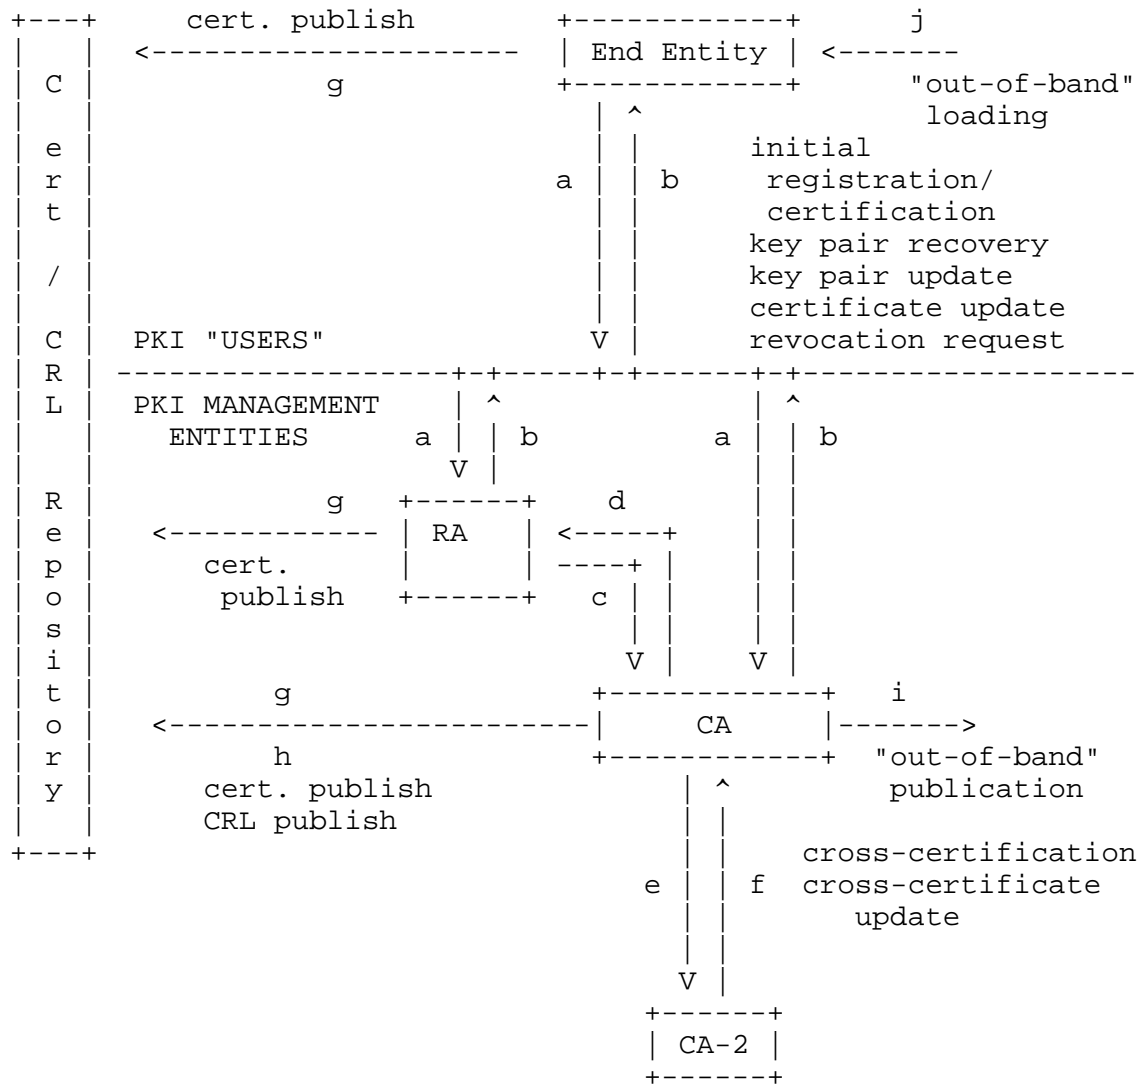 +---+     cert. publish        +------------+      j
|   |  <---------------------  | End Entity | <-------
| C |             g            +------------+      "out-of-band"
|   |                            | ^                loading
| e |                            | |      initial
| r |                          a | | b     registration/
| t |                            | |       certification
|   |                            | |      key pair recovery
| / |                            | |      key pair update
|   |                            | |      certificate update
| C |  PKI "USERS"               V |      revocation request
| R | -------------------+-+-----+-+------+-+-------------------
| L |  PKI MANAGEMENT    | ^              | ^
|   |    ENTITIES      a | | b          a | | b
|   |                    V |              | |
| R |             g   +------+    d       | |
| e |   <------------ | RA   | <-----+    | |
| p |      cert.      |      | ----+ |    | |
| o |       publish   +------+   c | |    | |
| s |                              | |    | |
| i |                              V |    V |
| t |          g                 +------------+   i
| o |   <------------------------|     CA     |------->
| r |          h                 +------------+  "out-of-band"
| y |      cert. publish              | ^         publication
|   |      CRL publish                | |
+---+                                 | |    cross-certification
                                    e | | f  cross-certificate
                                      | |       update
                                      | |
                                      V |
                                    +------+
                                    | CA-2 |
                                    +------+